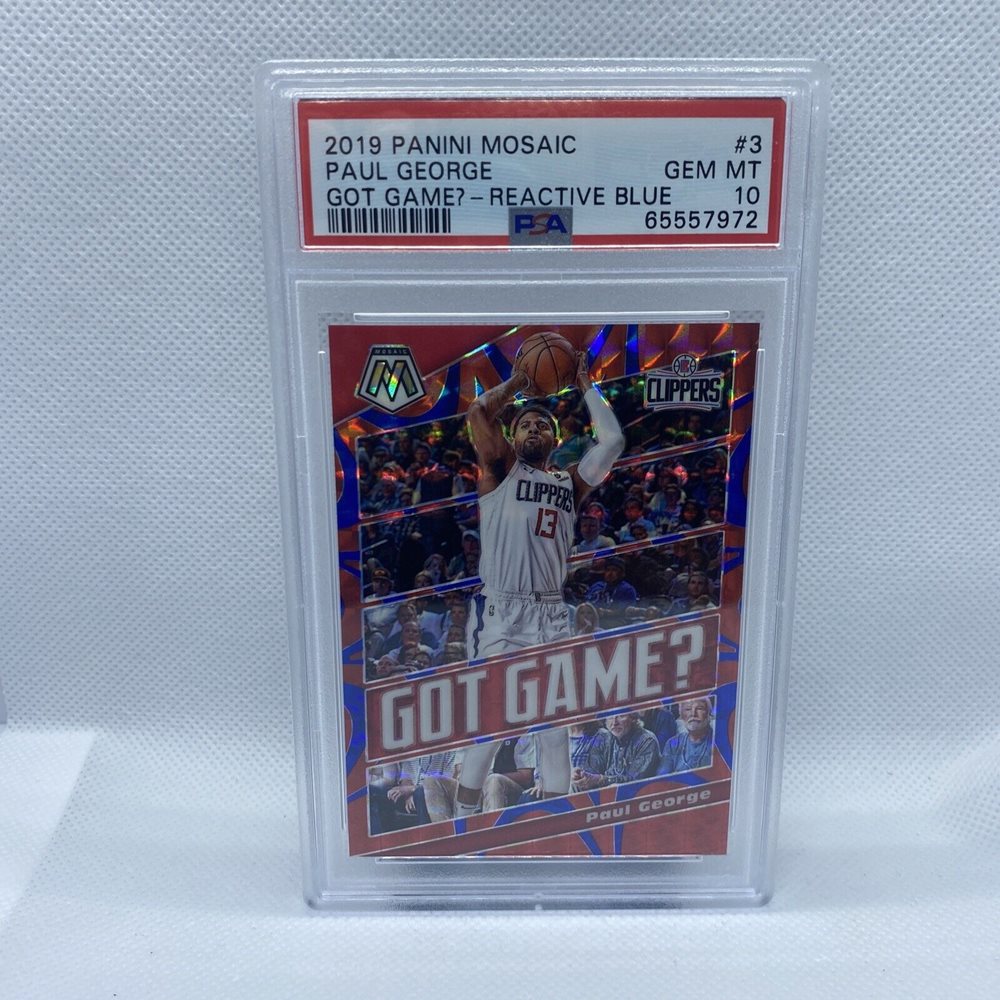 2019 PANINI MOSAIC #3
PAUL GEORGE GEM MT
GOT GAME?-REACTIVE BLUE 10
PSA 65557972
MOSAIC
M
CLIPPERS
CLIPPERS
13
GOT GAME?
Paul George